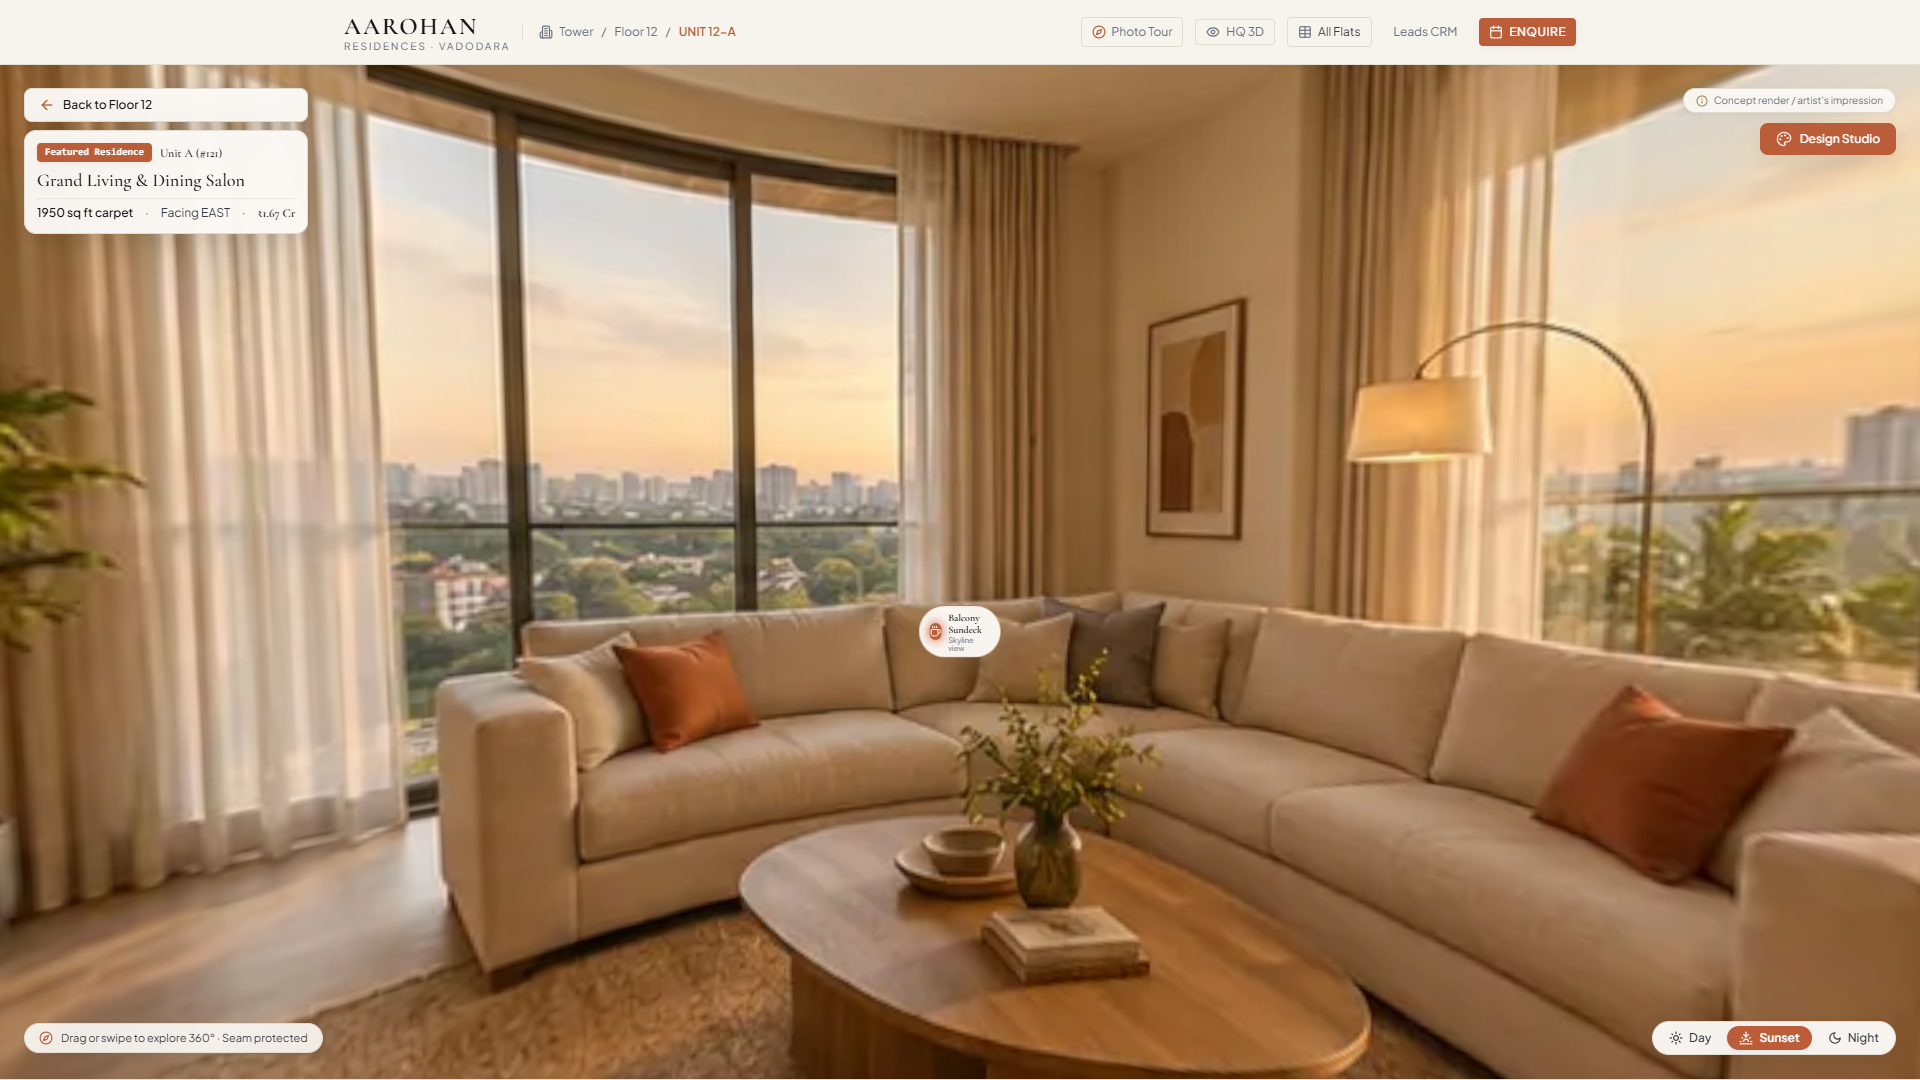 AAROHAN
RESIDENCES · VADODARA
Tower / Floor 12 / UNIT 12-A
Photo Tour
HQ 3D
All Flats
Leads CRM
ENQUIRE
Back to Floor 12
Featured Residence Unit A (#121)
Grand Living & Dining Salon
1950 sq ft carpet · Facing EAST · ₹1.67 Cr
Concept render / artist's impression
Design Studio
Balcony
Sundeck
Skyline
view
Drag or swipe to explore 360° · Seam protected
Day
Sunset
Night